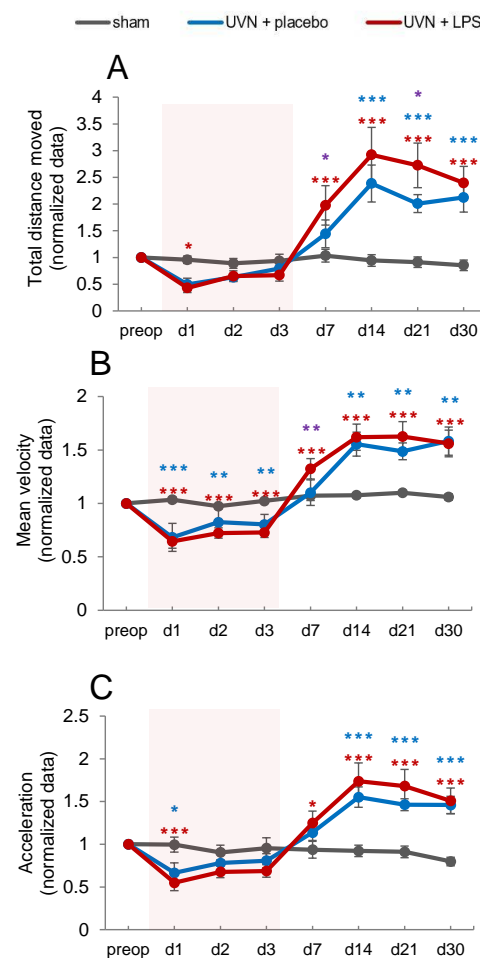 sham UVN + placebo UVN + LPS
A
Total distance moved
(normalized data)
4
3.5
3
2.5
2
1.5
1
0.5
0
*
*** ***
*** *** ***
* *** ***
*
preop d1 d2 d3 d7 d14 d21 d30
B
Mean velocity
(normalized data)
2
1.5
1
0.5
0
** ** **
** *** *** ***
***
*** ** **
*** *** ***
preop d1 d2 d3 d7 d14 d21 d30
C
Acceleration
(normalized data)
2.5
2
1.5
1
0.5
0
*** *** ***
*** *** ***
* *
***
preop d1 d2 d3 d7 d14 d21 d30